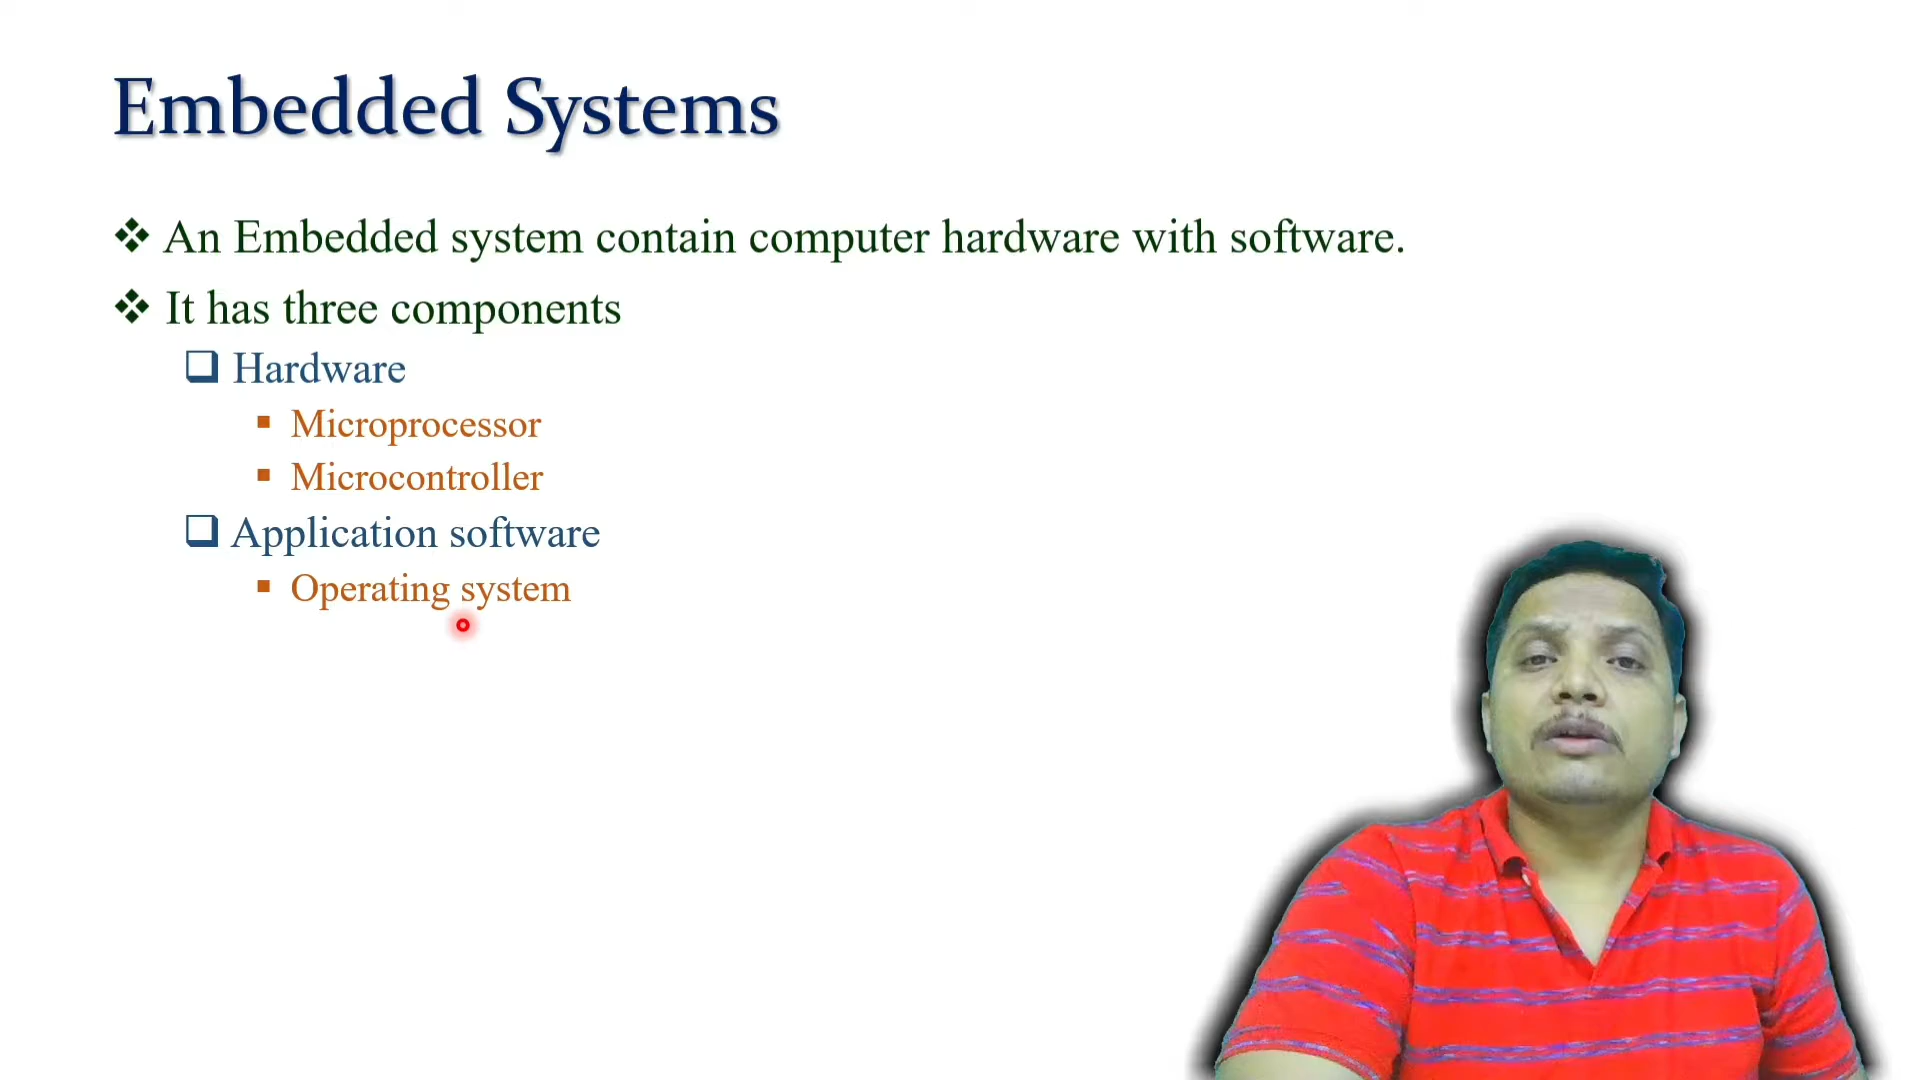 Embedded Systems
An Embedded system contain computer hardware with software.
It has three components
Hardware
Microprocessor
Microcontroller
Application software
Operating system